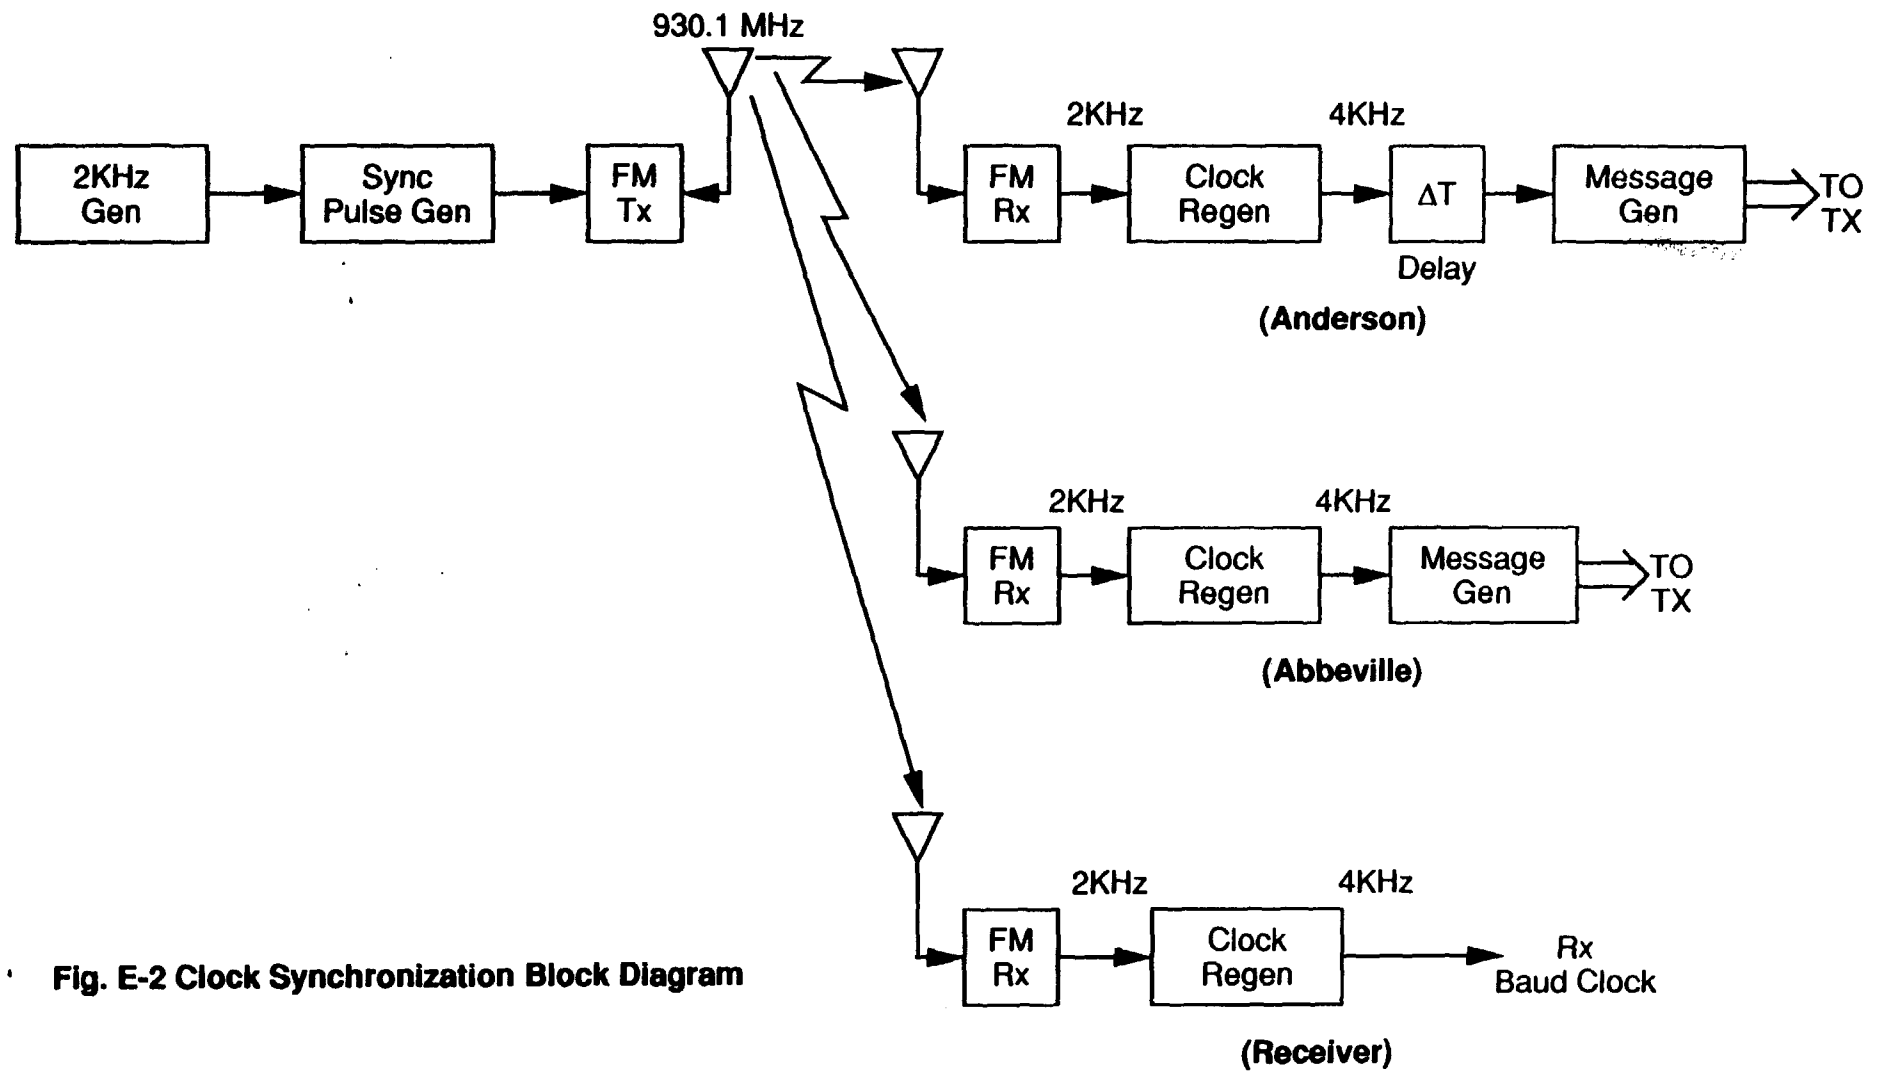 930.1 MHz
2KHz
Gen
Sync
Pulse Gen
FM
Tx
FM
Rx
2KHz
Clock
Regen
4KHz
ΔT
Delay
Message
Gen
TO
TX
(Anderson)
FM
Rx
2KHz
Clock
Regen
4KHz
Message
Gen
TO
TX
(Abbeville)
FM
Rx
2KHz
Clock
Regen
4KHz
Rx
Baud Clock
(Receiver)
Fig. E-2 Clock Synchronization Block Diagram